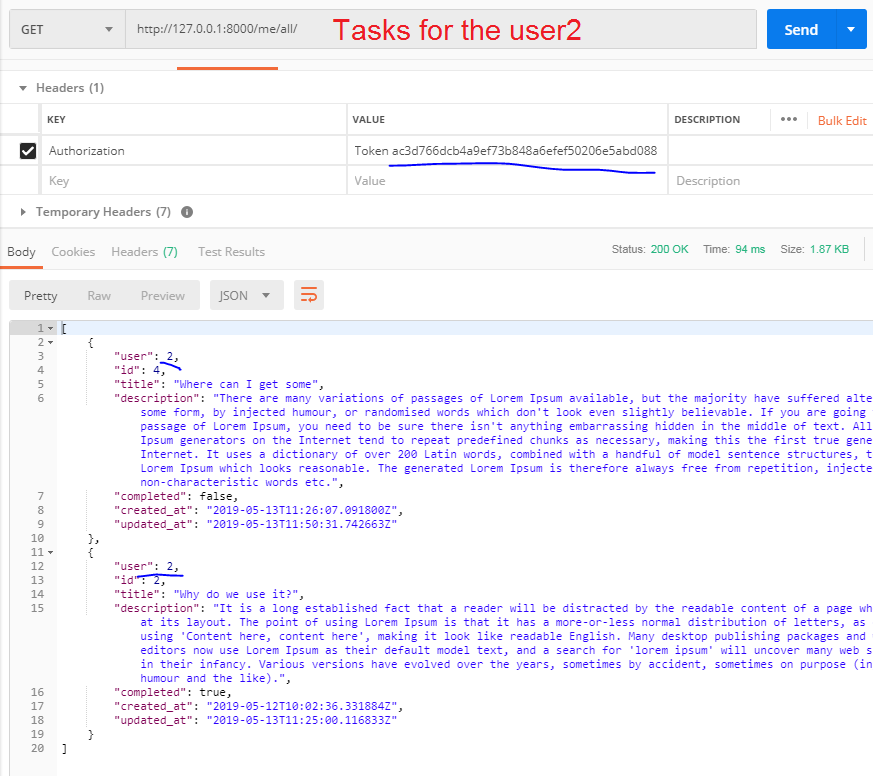 GET http://127.0.0.1:8000/me/all/ Tasks for the user2 Send
Headers (1)
KEY VALUE DESCRIPTION ••• Bulk Edit
Authorization Token ac3d766dcb4a9ef73b848a6efef50206e5abd088
Key Value Description
Temporary Headers (7) i
Body Cookies Headers (7) Test Results Status: 200 OK Time: 94 ms Size: 1.87 KB
Pretty Raw Preview JSON
1 [
2 {
3 "user": 2,
4 "id": 4,
5 "title": "Where can I get some",
6 "description": "There are many variations of passages of Lorem Ipsum available, but the majority have suffered alte
some form, by injected humour, or randomised words which don't look even slightly believable. If you are going
passage of Lorem Ipsum, you need to be sure there isn't anything embarrassing hidden in the middle of text. All
Ipsum generators on the Internet tend to repeat predefined chunks as necessary, making this the first true gene
Internet. It uses a dictionary of over 200 Latin words, combined with a handful of model sentence structures, t
Lorem Ipsum which looks reasonable. The generated Lorem Ipsum is therefore always free from repetition, injecte
non-characteristic words etc.",
7 "completed": false,
8 "created_at": "2019-05-13T11:26:07.091800Z",
9 "updated_at": "2019-05-13T11:50:31.742663Z"
10 },
11 {
12 "user": 2,
13 "id": 2,
14 "title": "Why do we use it?",
15 "description": "It is a long established fact that a reader will be distracted by the readable content of a page wh
at its layout. The point of using Lorem Ipsum is that it has a more-or-less normal distribution of letters, as
using 'Content here, content here', making it look like readable English. Many desktop publishing packages and
editors now use Lorem Ipsum as their default model text, and a search for 'lorem ipsum' will uncover many web s
in their infancy. Various versions have evolved over the years, sometimes by accident, sometimes on purpose (in
humour and the like).",
16 "completed": true,
17 "created_at": "2019-05-12T10:02:36.331884Z",
18 "updated_at": "2019-05-13T11:25:00.116833Z"
19 }
20 ]